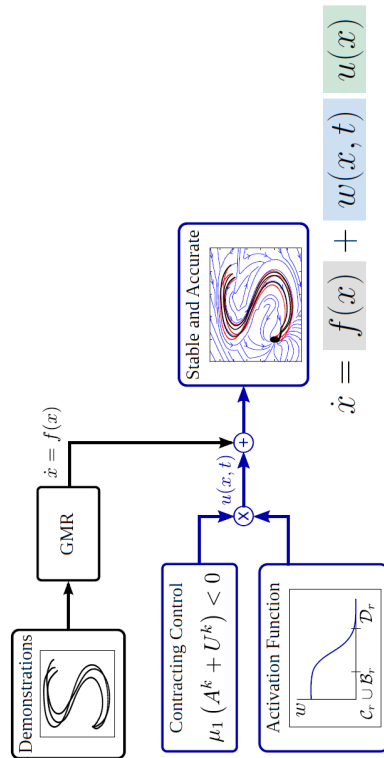 Demonstrations
GMR
ẋ = f(x)
Contracting Control
μ₁(Aᵏ + Uᵏ) < 0
x
u(x, t)
+
Stable and Accurate
Activation Function
w
𝒞ᵣ ∪ ℬᵣ
𝒟ᵣ
ẋ = f(x) + w(x, t) u(x)